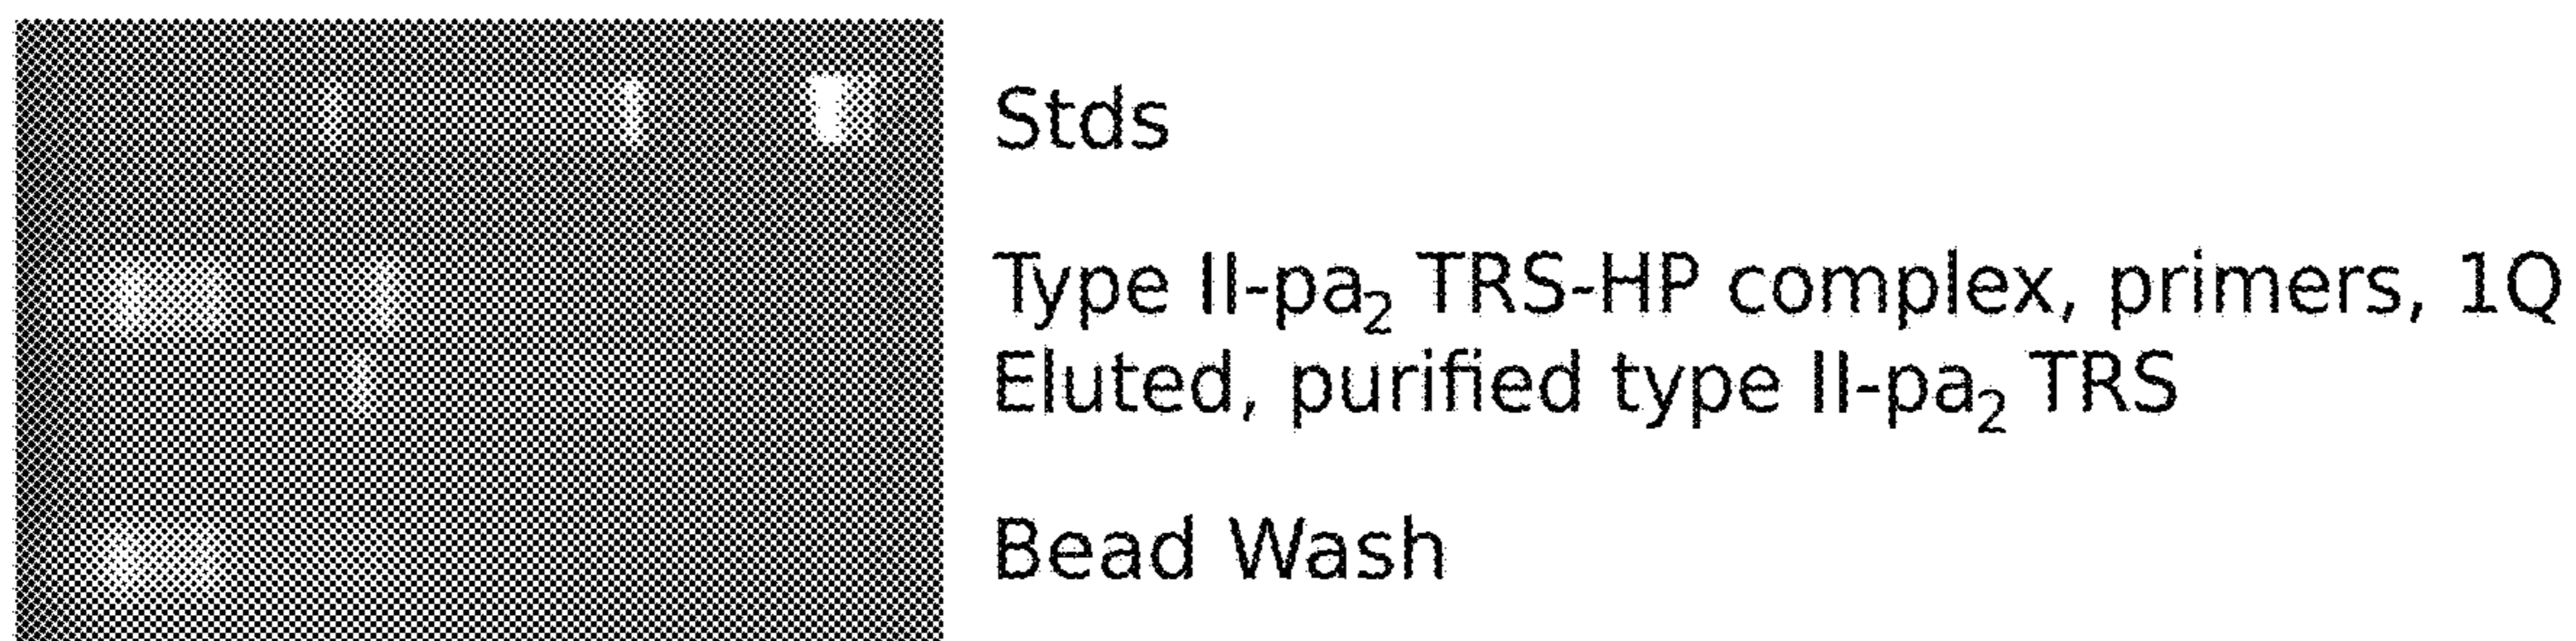 Stds
Type II-pa₂ TRS-HP complex, primers, 1Q
Eluted, purified type II-pa₂ TRS
Bead Wash